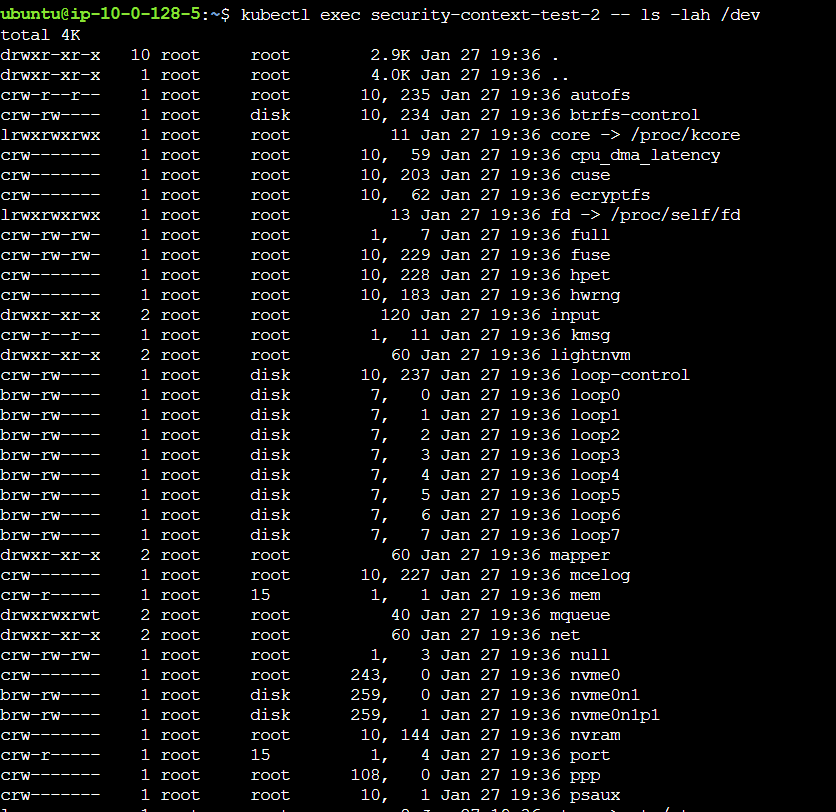 ubuntu@ip-10-0-128-5:~$ kubectl exec security-context-test-2 -- ls -lah /dev
total 4K
drwxr-xr-x   10 root     root        2.9K Jan 27 19:36 .
drwxr-xr-x    1 root     root        4.0K Jan 27 19:36 ..
crw-r--r--    1 root     root       10, 235 Jan 27 19:36 autofs
crw-rw----    1 root     disk       10, 234 Jan 27 19:36 btrfs-control
lrwxrwxrwx    1 root     root          11 Jan 27 19:36 core -> /proc/kcore
crw-------    1 root     root       10,  59 Jan 27 19:36 cpu_dma_latency
crw-------    1 root     root       10, 203 Jan 27 19:36 cuse
crw-------    1 root     root       10,  62 Jan 27 19:36 ecryptfs
lrwxrwxrwx    1 root     root          13 Jan 27 19:36 fd -> /proc/self/fd
crw-rw-rw-    1 root     root        1,   7 Jan 27 19:36 full
crw-rw-rw-    1 root     root       10, 229 Jan 27 19:36 fuse
crw-------    1 root     root       10, 228 Jan 27 19:36 hpet
crw-------    1 root     root       10, 183 Jan 27 19:36 hwrng
drwxr-xr-x    2 root     root         120 Jan 27 19:36 input
crw-r--r--    1 root     root        1,  11 Jan 27 19:36 kmsg
drwxr-xr-x    2 root     root          60 Jan 27 19:36 lightnvm
crw-rw----    1 root     disk       10, 237 Jan 27 19:36 loop-control
brw-rw----    1 root     disk        7,   0 Jan 27 19:36 loop0
brw-rw----    1 root     disk        7,   1 Jan 27 19:36 loop1
brw-rw----    1 root     disk        7,   2 Jan 27 19:36 loop2
brw-rw----    1 root     disk        7,   3 Jan 27 19:36 loop3
brw-rw----    1 root     disk        7,   4 Jan 27 19:36 loop4
brw-rw----    1 root     disk        7,   5 Jan 27 19:36 loop5
brw-rw----    1 root     disk        7,   6 Jan 27 19:36 loop6
brw-rw----    1 root     disk        7,   7 Jan 27 19:36 loop7
drwxr-xr-x    2 root     root          60 Jan 27 19:36 mapper
crw-------    1 root     root       10, 227 Jan 27 19:36 mcelog
crw-r-----    1 root     15          1,   1 Jan 27 19:36 mem
drwxrwxrwt    2 root     root          40 Jan 27 19:36 mqueue
drwxr-xr-x    2 root     root          60 Jan 27 19:36 net
crw-rw-rw-    1 root     root        1,   3 Jan 27 19:36 null
crw-------    1 root     root      243,   0 Jan 27 19:36 nvme0
brw-rw----    1 root     disk      259,   0 Jan 27 19:36 nvme0n1
brw-rw----    1 root     disk      259,   1 Jan 27 19:36 nvme0n1p1
crw-------    1 root     root       10, 144 Jan 27 19:36 nvram
crw-r-----    1 root     15          1,   4 Jan 27 19:36 port
crw-------    1 root     root      108,   0 Jan 27 19:36 ppp
crw-------    1 root     root       10,   1 Jan 27 19:36 psaux